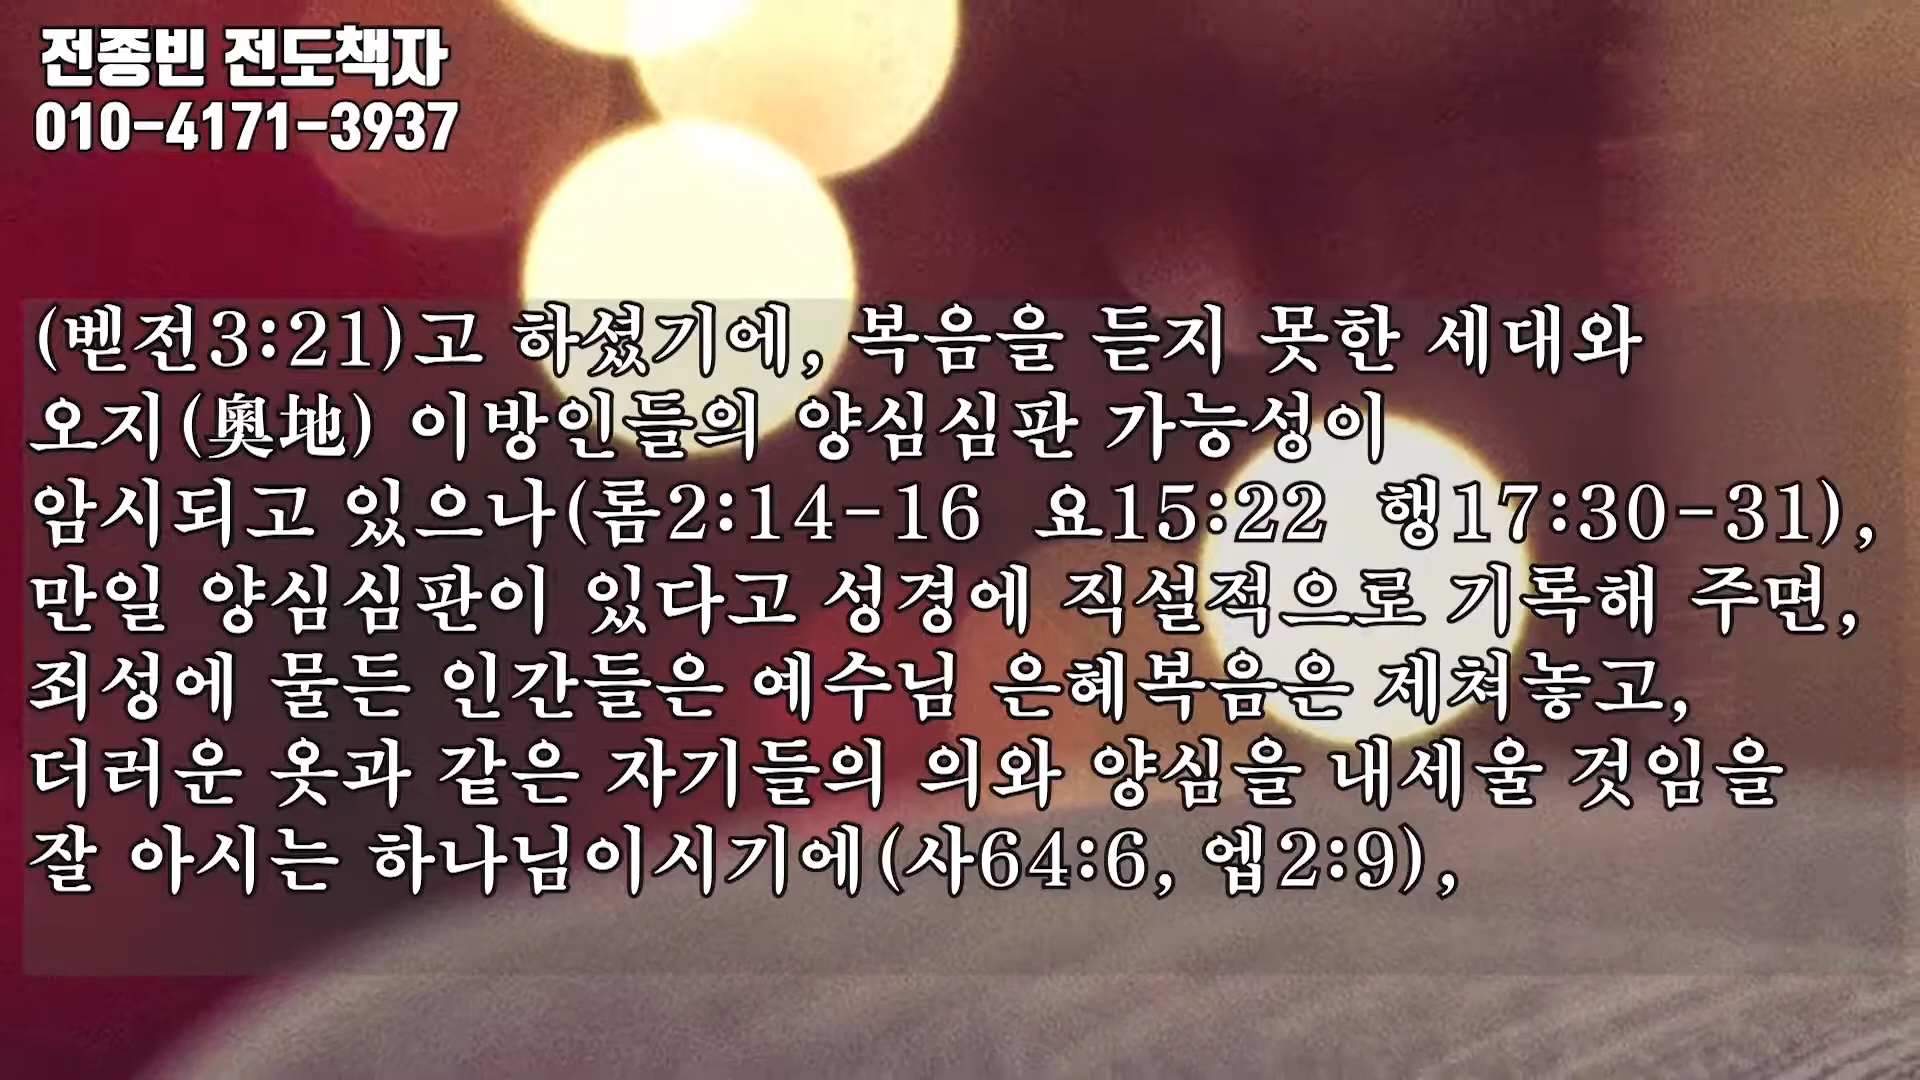 전종빈 전도책자
010-4171-3937
(벧전3:21)고 하셨기에, 복음을 듣지 못한 세대와
오지(奧地) 이방인들의 양심심판 가능성이
암시되고 있으나(롬2:14-16 요15:22 행17:30-31),
만일 양심심판이 있다고 성경에 직설적으로 기록해 주면,
죄성에 물든 인간들은 예수님 은혜복음은 제쳐놓고,
더러운 옷과 같은 자기들의 의와 양심을 내세울 것임을
잘 아시는 하나님이시기에(사64:6, 엡2:9),